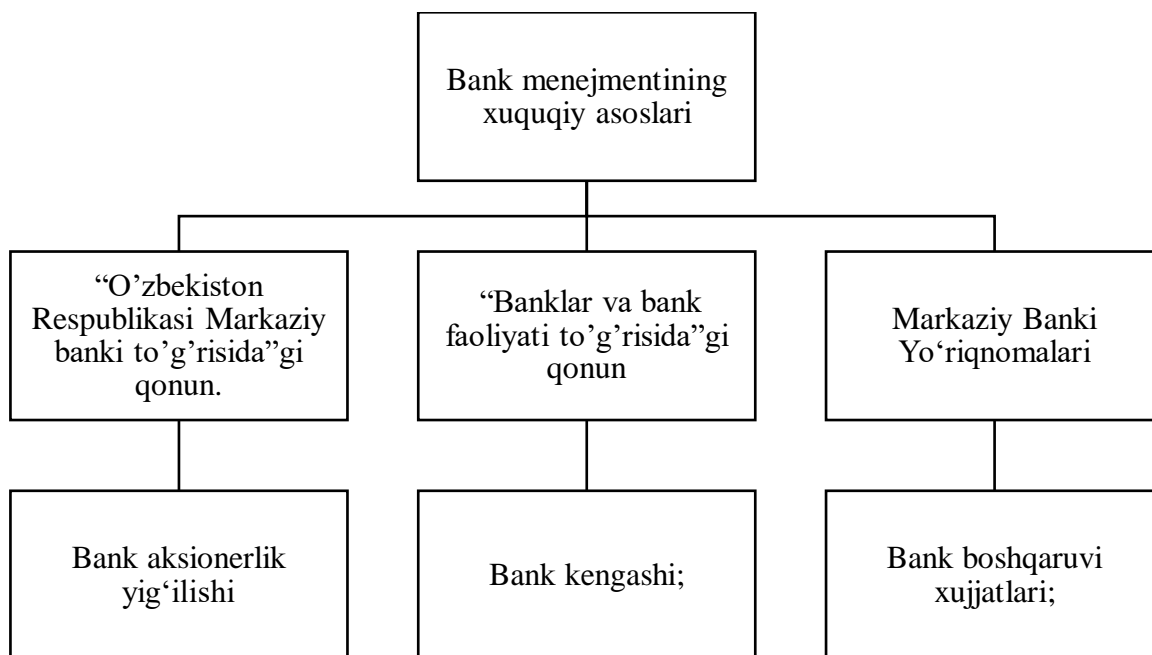 Bank menejmentining
xuquqiy asoslari
“O’zbekiston
Respublikasi Markaziy
banki to’g’risida”gi
qonun.
“Banklar va bank
faoliyati to’g’risida”gi
qonun
Markaziy Banki
Yo‘riqnomalari
Bank aksionerlik
yig‘ilishi
Bank kengashi;
Bank boshqaruvi
xujjatlari;